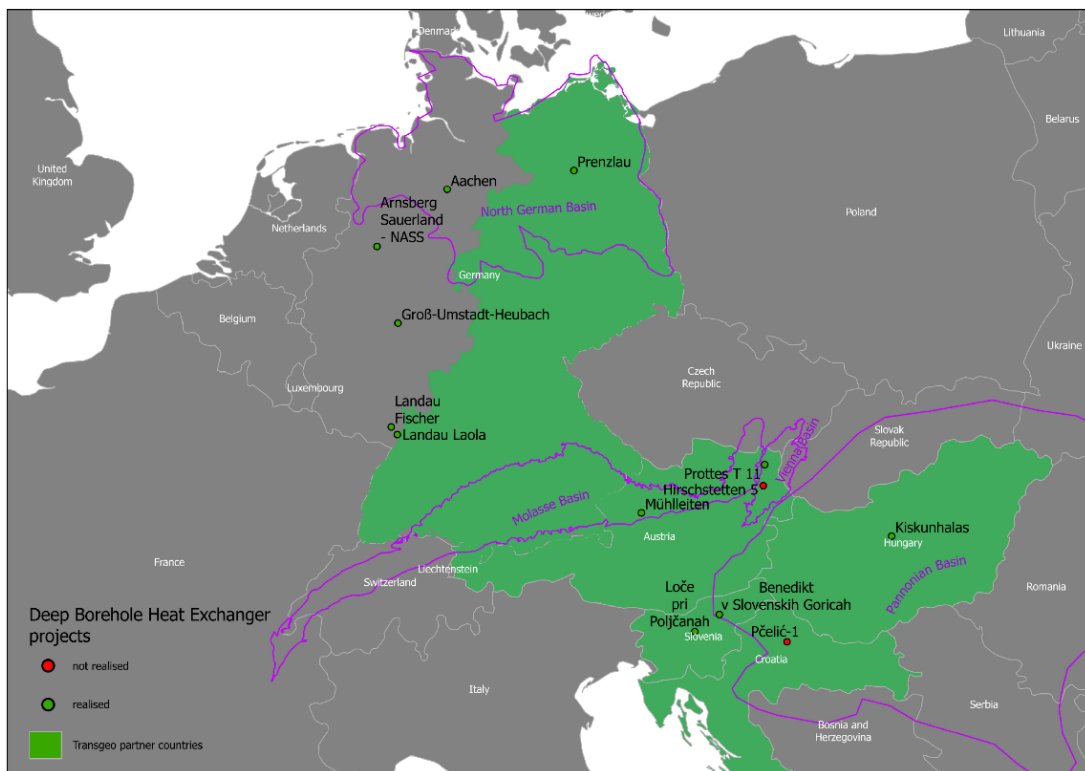 Denmark
Lithuania
Belarus
United
Kingdom
Prenzlau
Aachen
Arnsberg
Sauerland
- NASS
North German Basin
Poland
Netherlands
Germany
Belgium
Groß-Umstadt-Heubach
Ukraine
Luxembourg
Czech
Republic
Landau
Fischer
Landau Laola
Slovak
Republic
Vienna Basin
Prottes T 11
Hirschstetten 5
Mühlleiten
Molasse Basin
Kiskunhalas
Hungary
Austria
France
Liechtenstein
Switzerland
Pannonian Basin
Romania
Loče
pri
Poljčanah
Benedikt
v Slovenskih Goricah
Slovenia
Pčelić-1
Croatia
Italy
Serbia
Bosnia and
Herzegovina
Deep Borehole Heat Exchanger
projects
not realised
realised
Transgeo partner countries